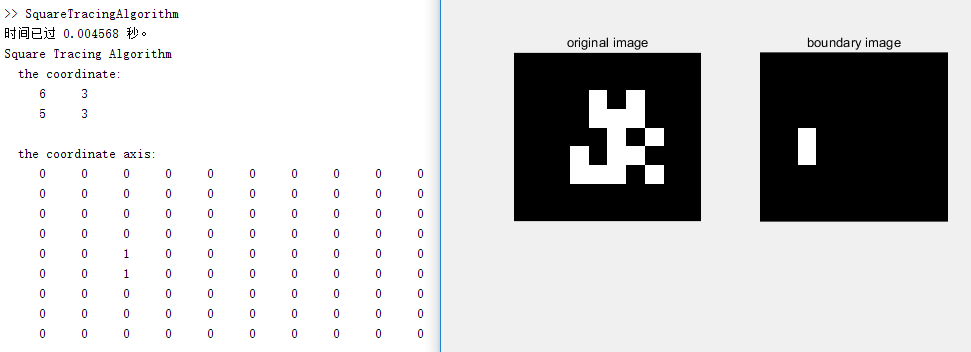 >> SquareTracingAlgorithm
时间已过 0.004568 秒。
Square Tracing Algorithm
the coordinate:
6 3
5 3
the coordinate axis:
0 0 0 0 0 0 0 0 0 0
0 0 0 0 0 0 0 0 0 0
0 0 0 0 0 0 0 0 0 0
0 0 0 0 0 0 0 0 0 0
0 0 1 0 0 0 0 0 0 0
0 0 1 0 0 0 0 0 0 0
0 0 0 0 0 0 0 0 0 0
0 0 0 0 0 0 0 0 0 0
0 0 0 0 0 0 0 0 0 0
original image
boundary image